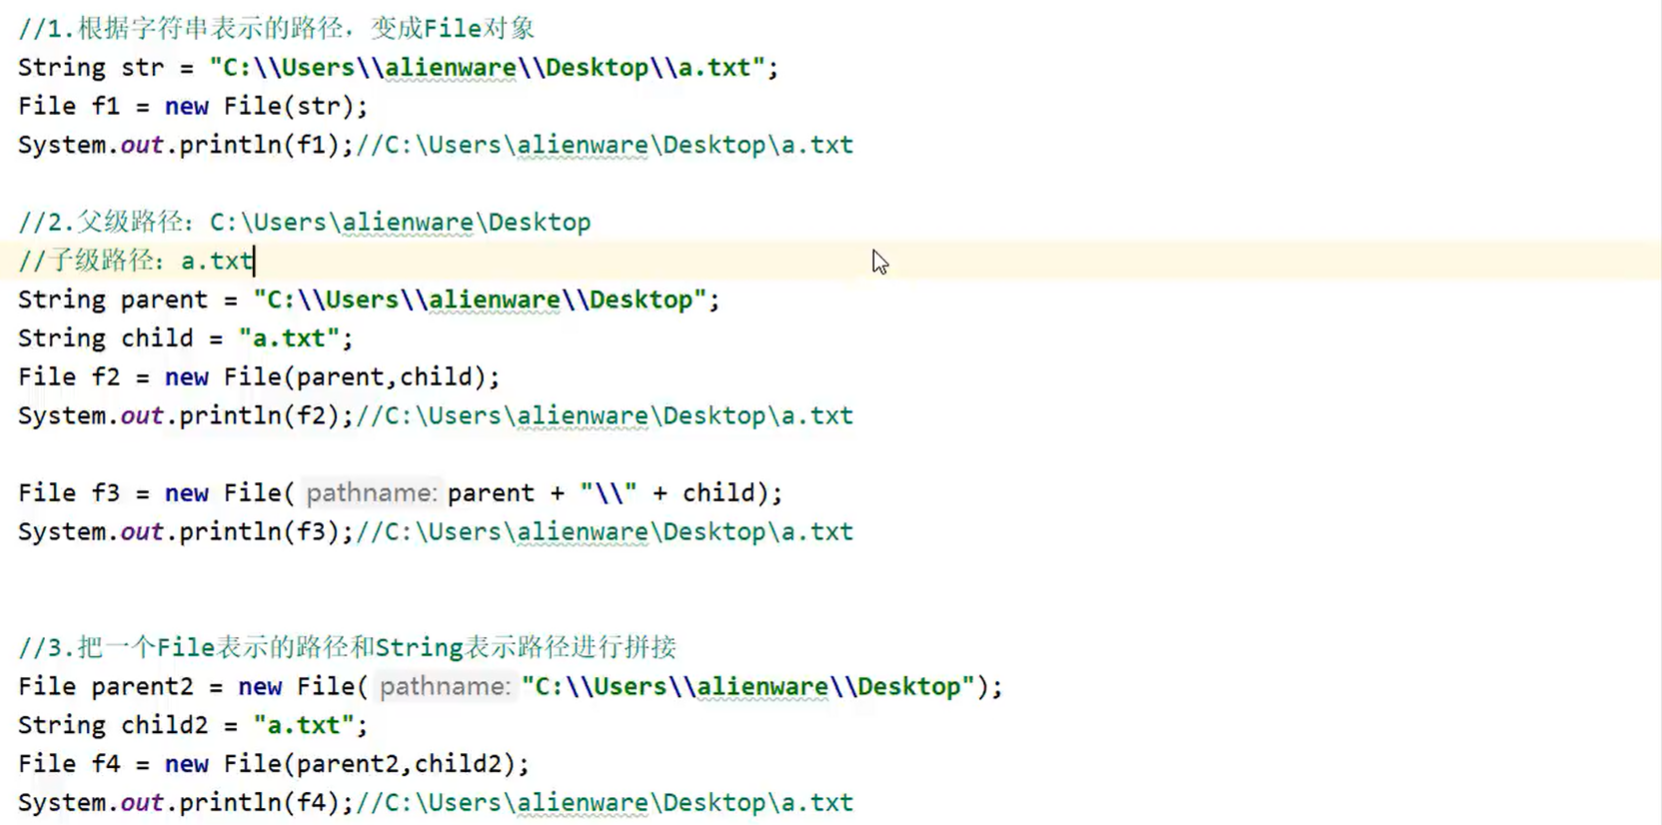 //1.根据字符串表示的路径，变成File对象
String str = "C:\\Users\\alienware\\Desktop\\a.txt";
File f1 = new File(str);
System.out.println(f1);//C:\Users\alienware\Desktop\a.txt
//2.父级路径：C:\Users\alienware\Desktop
//子级路径：a.txt
String parent = "C:\\Users\\alienware\\Desktop";
String child = "a.txt";
File f2 = new File(parent,child);
System.out.println(f2);//C:\Users\alienware\Desktop\a.txt
File f3 = new File( pathname: parent + "\\" + child);
System.out.println(f3);//C:\Users\alienware\Desktop\a.txt
//3.把一个File表示的路径和String表示路径进行拼接
File parent2 = new File( pathname: "C:\\Users\\alienware\\Desktop");
String child2 = "a.txt";
File f4 = new File(parent2,child2);
System.out.println(f4);//C:\Users\alienware\Desktop\a.txt